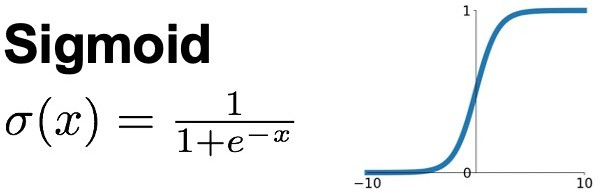 Sigmoid
σ(x) = 1/(1+e^{-x})
1
0
−10
10